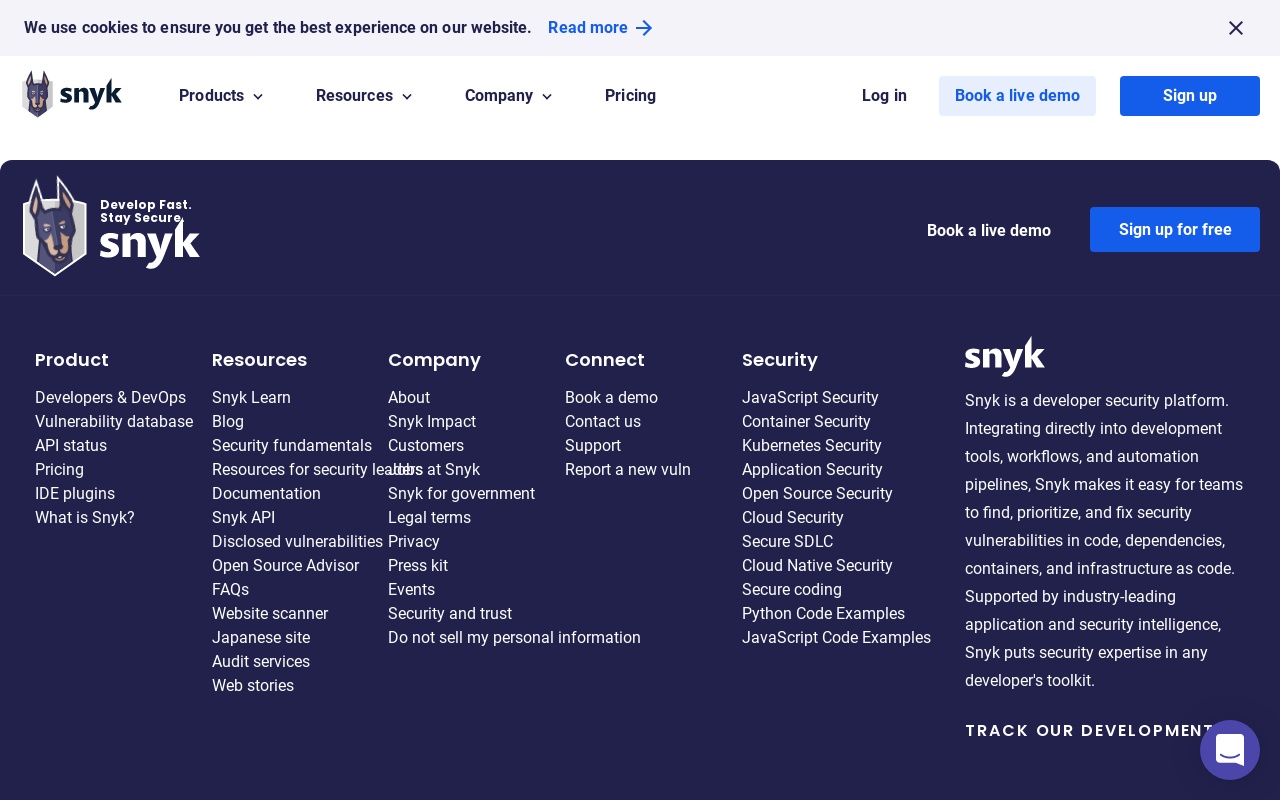 We use cookies to ensure you get the best experience on our website. Read more
snyk
Products
Resources
Company
Pricing
Log in
Book a live demo
Sign up
Develop Fast.
Stay Secure.
snyk
Book a live demo
Sign up for free
Product
Developers & DevOps
Vulnerability database
API status
Pricing
IDE plugins
What is Snyk?
Resources
Snyk Learn
Blog
Security fundamentals
Resources for security leaders
Documentation
Snyk API
Disclosed vulnerabilities
Open Source Advisor
FAQs
Website scanner
Japanese site
Audit services
Web stories
Company
About
Snyk Impact
Customers
Jobs at Snyk
Snyk for government
Legal terms
Privacy
Press kit
Events
Security and trust
Do not sell my personal information
Connect
Book a demo
Contact us
Support
Report a new vuln
Security
JavaScript Security
Container Security
Kubernetes Security
Application Security
Open Source Security
Cloud Security
Secure SDLC
Cloud Native Security
Secure coding
Python Code Examples
JavaScript Code Examples
snyk
Snyk is a developer security platform.
Integrating directly into development
tools, workflows, and automation
pipelines, Snyk makes it easy for teams
to find, prioritize, and fix security
vulnerabilities in code, dependencies,
containers, and infrastructure as code.
Supported by industry-leading
application and security intelligence,
Snyk puts security expertise in any
developer's toolkit.
TRACK OUR DEVELOPMENT